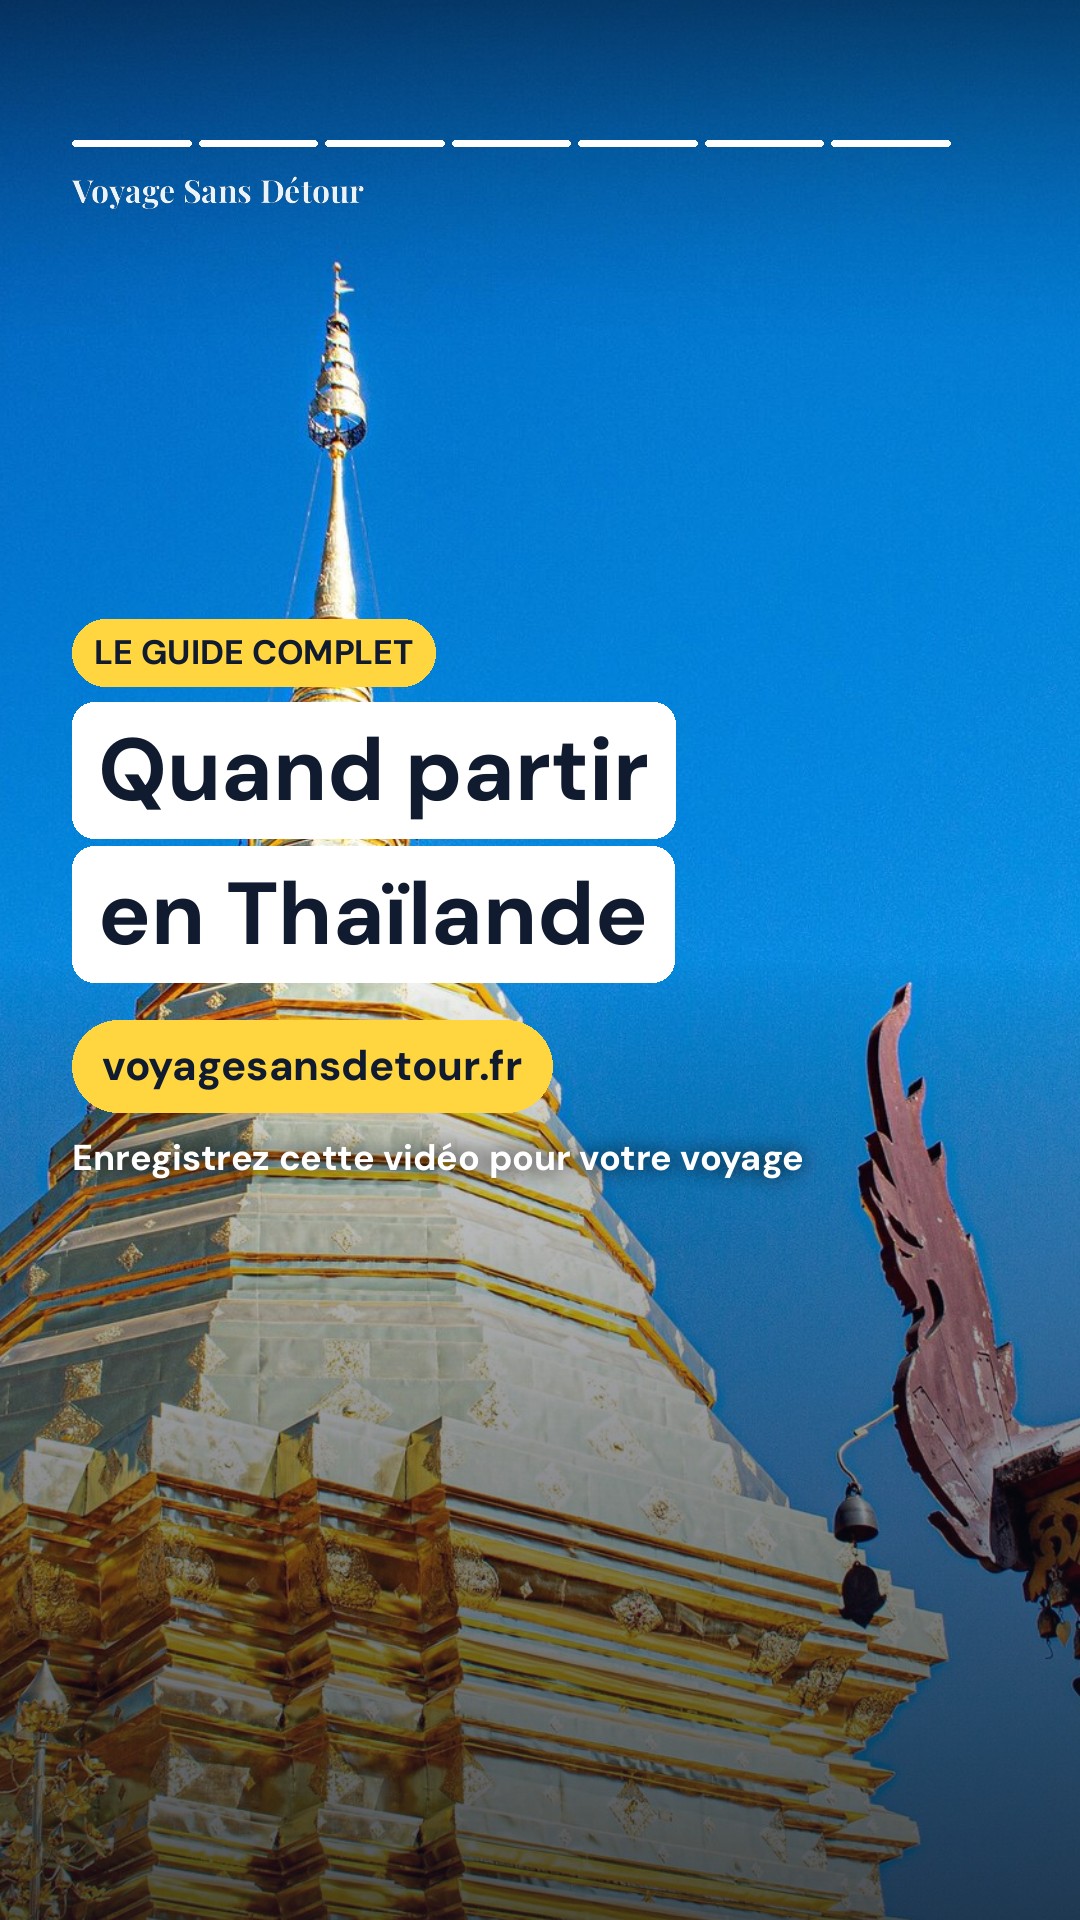 Voyage Sans Détour
LE GUIDE COMPLET
Quand partir
en Thaïlande
voyagesansdetour.fr
Enregistrez cette vidéo pour votre voyage